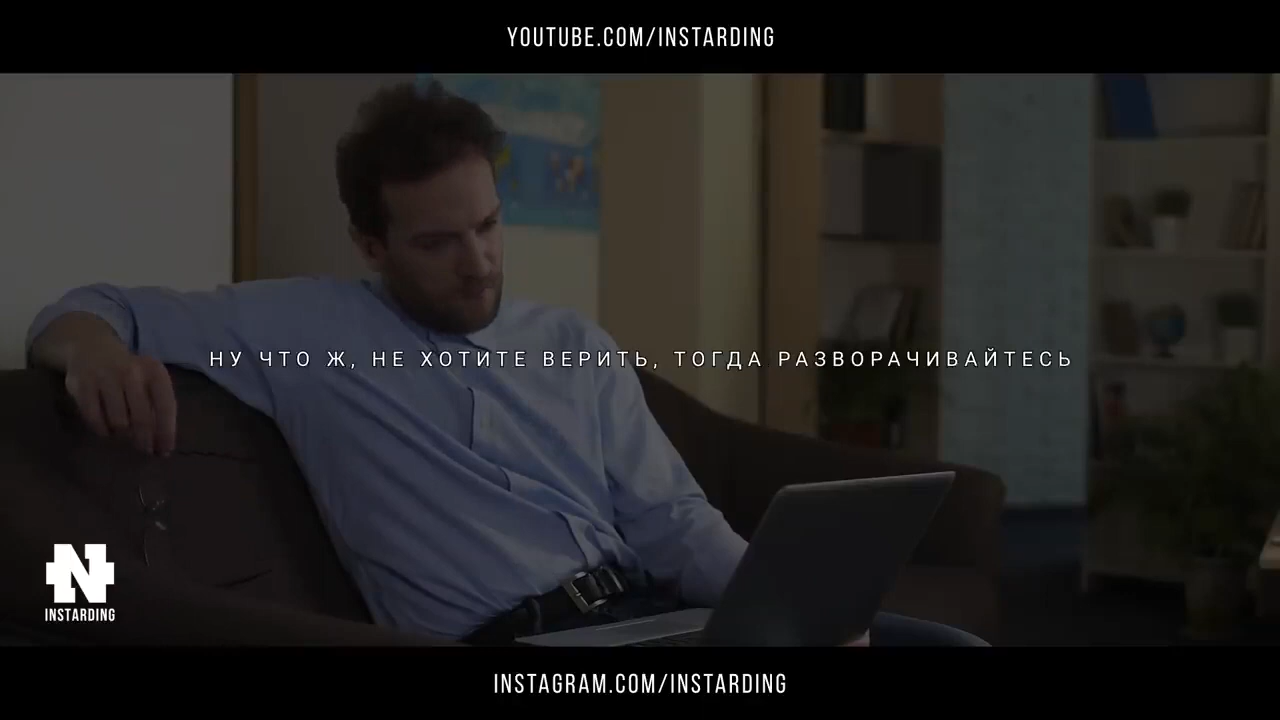 YOUTUBE.COM/INSTARDING
НУ ЧТО Ж, НЕ ХОТИТЕ ВЕРИТЬ, ТОГДА РАЗВОРАЧИВАЙТЕСЬ
N
INSTARDING
INSTAGRAM.COM/INSTARDING